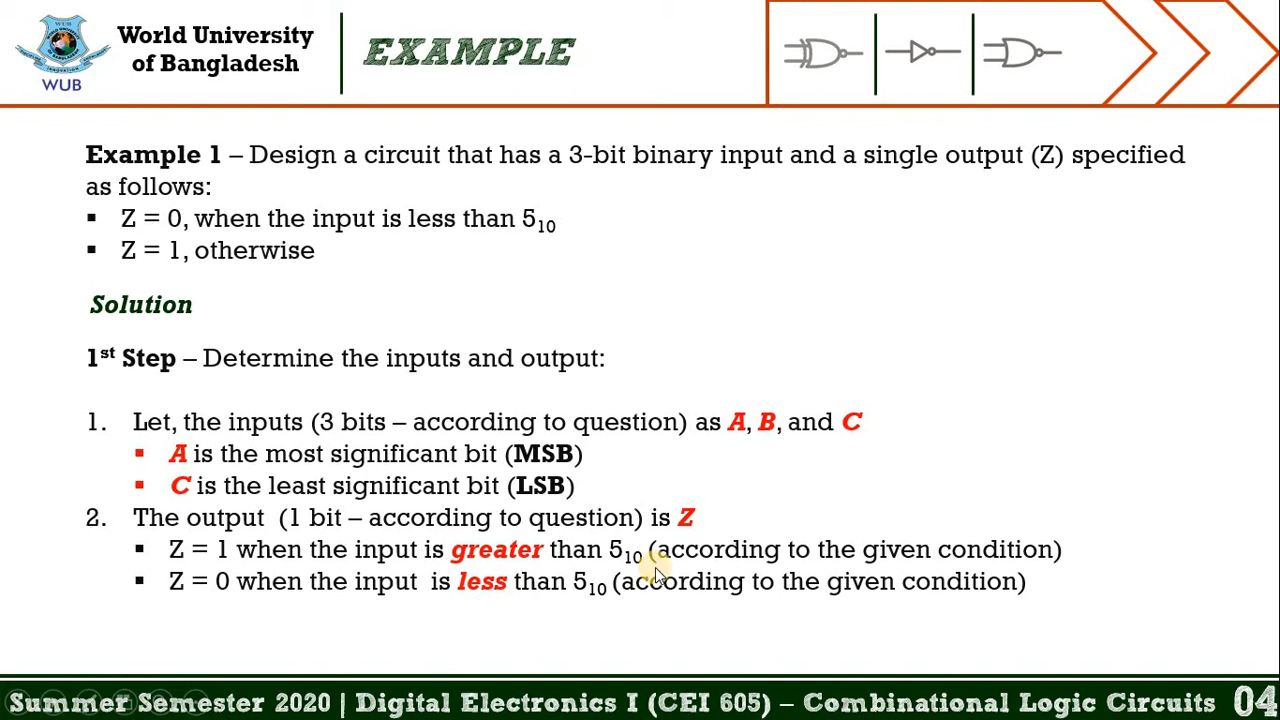 World University
of Bangladesh
WUB
WUB
EXAMPLE
Example 1 – Design a circuit that has a 3-bit binary input and a single output (Z) specified
as follows:
▪ Z = 0, when the input is less than 5₁₀
▪ Z = 1, otherwise
Solution
1ˢᵗ Step – Determine the inputs and output:
1. Let, the inputs (3 bits – according to question) as A, B, and C
▪ A is the most significant bit (MSB)
▪ C is the least significant bit (LSB)
2. The output (1 bit – according to question) is Z
▪ Z = 1 when the input is greater than 5₁₀ (according to the given condition)
▪ Z = 0 when the input is less than 5₁₀ (according to the given condition)
Summer Semester 2020 | Digital Electronics I (CEI 605) – Combinational Logic Circuits 04